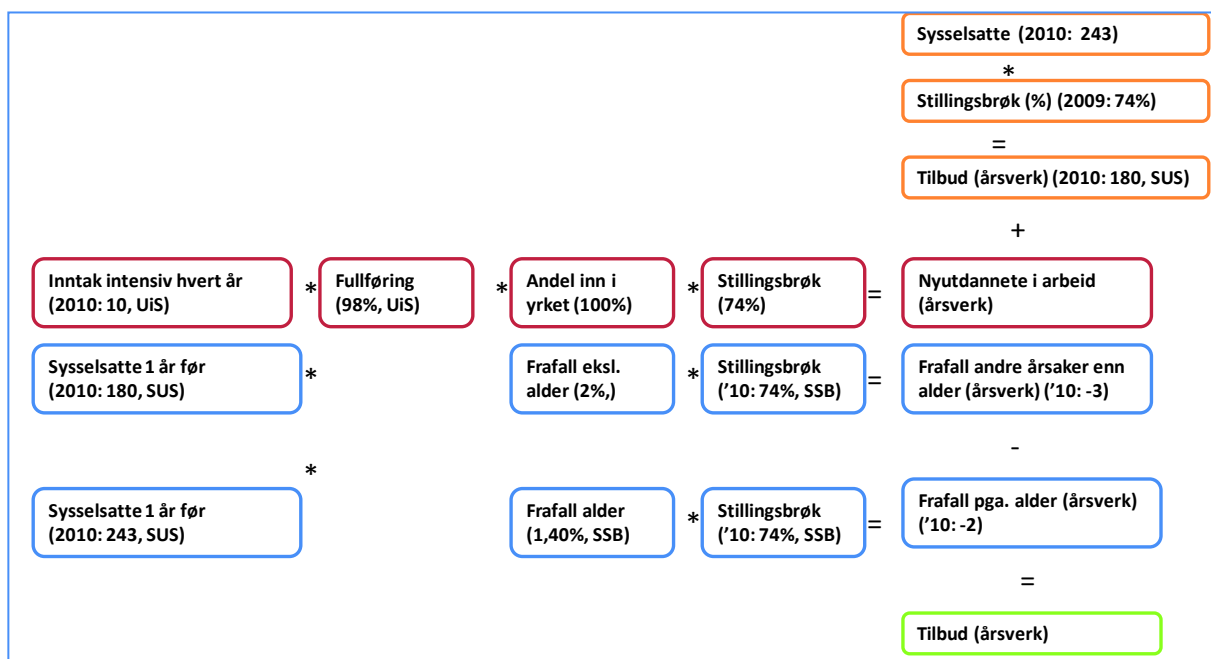 Sysselsatte (2010: 243)
*
Stillingsbrøk (%) (2009: 74%)
=
Tilbud (årsverk) (2010: 180, SUS)
+
Inntak intensiv hvert år
(2010: 10, UiS)
*
Fullføring
(98%, UiS)
*
Andel inn i
yrket (100%)
*
Stillingsbrøk
(74%)
=
Nyutdannete i arbeid
(årsverk)
Sysselsatte 1 år før
(2010: 180, SUS)
*
Frafall eksl.
alder (2%,)
*
Stillingsbrøk
('10: 74%, SSB)
=
Frafall andre årsaker enn
alder (årsverk) ('10: -3)
-
*
Sysselsatte 1 år før
(2010: 243, SUS)
Frafall alder
(1,40%, SSB)
*
Stillingsbrøk
('10: 74%, SSB)
=
Frafall pga. alder (årsverk)
('10: -2)
=
Tilbud (årsverk)